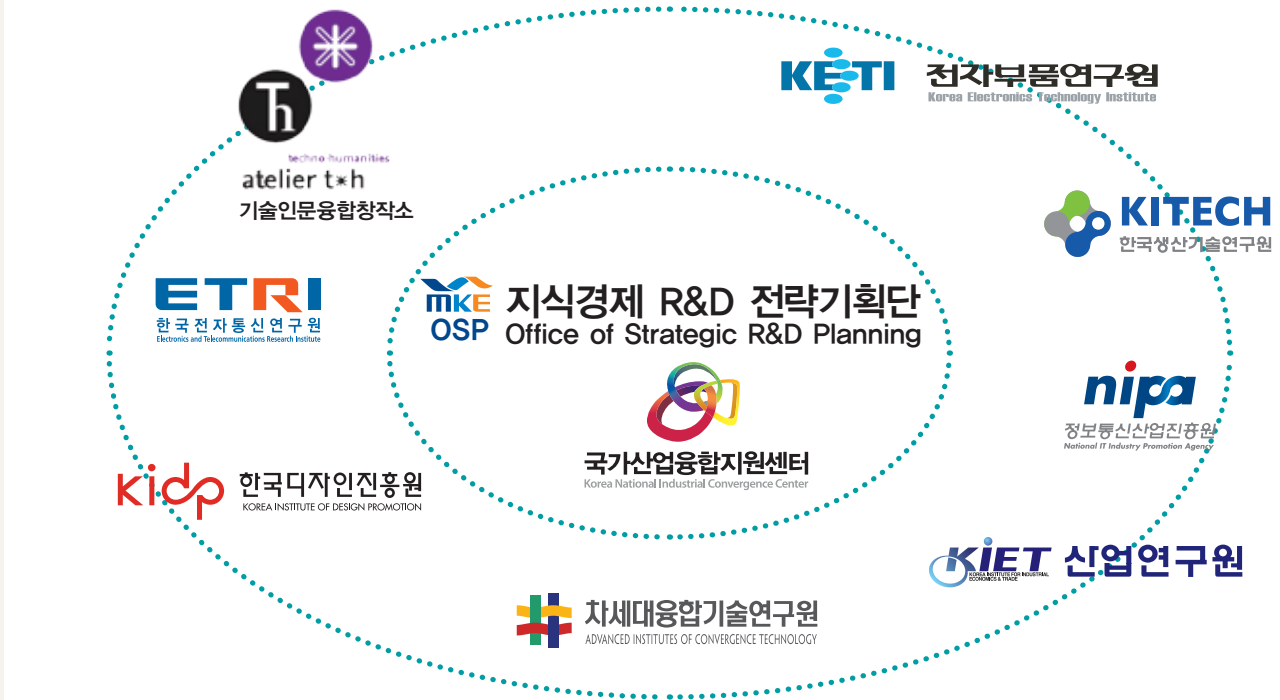 Th
techno·humanities
atelier t*h
기술인문융합창작소
KETI
전자부품연구원
Korea Electronics Technology Institute
KITECH
한국생산기술연구원
ETRI
한국전자통신연구원
Electronics and Telecommunications Research Institute
MKE
OSP
지식경제 R&D 전략기획단
Office of Strategic R&D Planning
국가산업융합지원센터
Korea National Industrial Convergence Center
nipa
정보통신산업진흥원
National IT Industry Promotion Agency
kidp
한국디자인진흥원
KOREA INSTITUTE OF DESIGN PROMOTION
KIET
KOREA INSTITUTE FOR INDUSTRIAL
ECONOMICS & TRADE
산업연구원
차세대융합기술연구원
ADVANCED INSTITUTES OF CONVERGENCE TECHNOLOGY